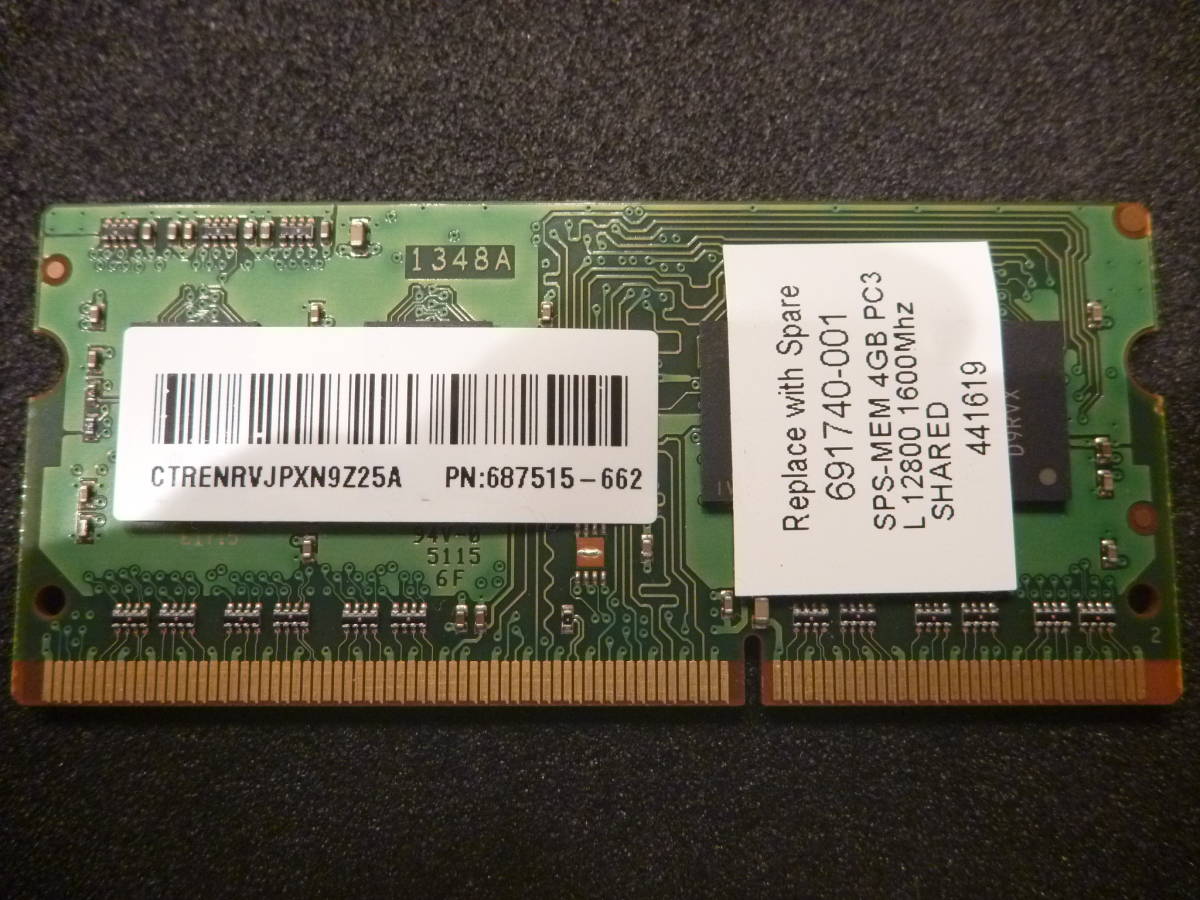 1348A
CTRENRVJPXN9Z25A PN:687515-662
94V-0
5115
6F
Replace with Spare
691740-001
SPS-MEM 4GB PC3
L 12800 1600Mhz
SHARED
441619
D9RVX
2